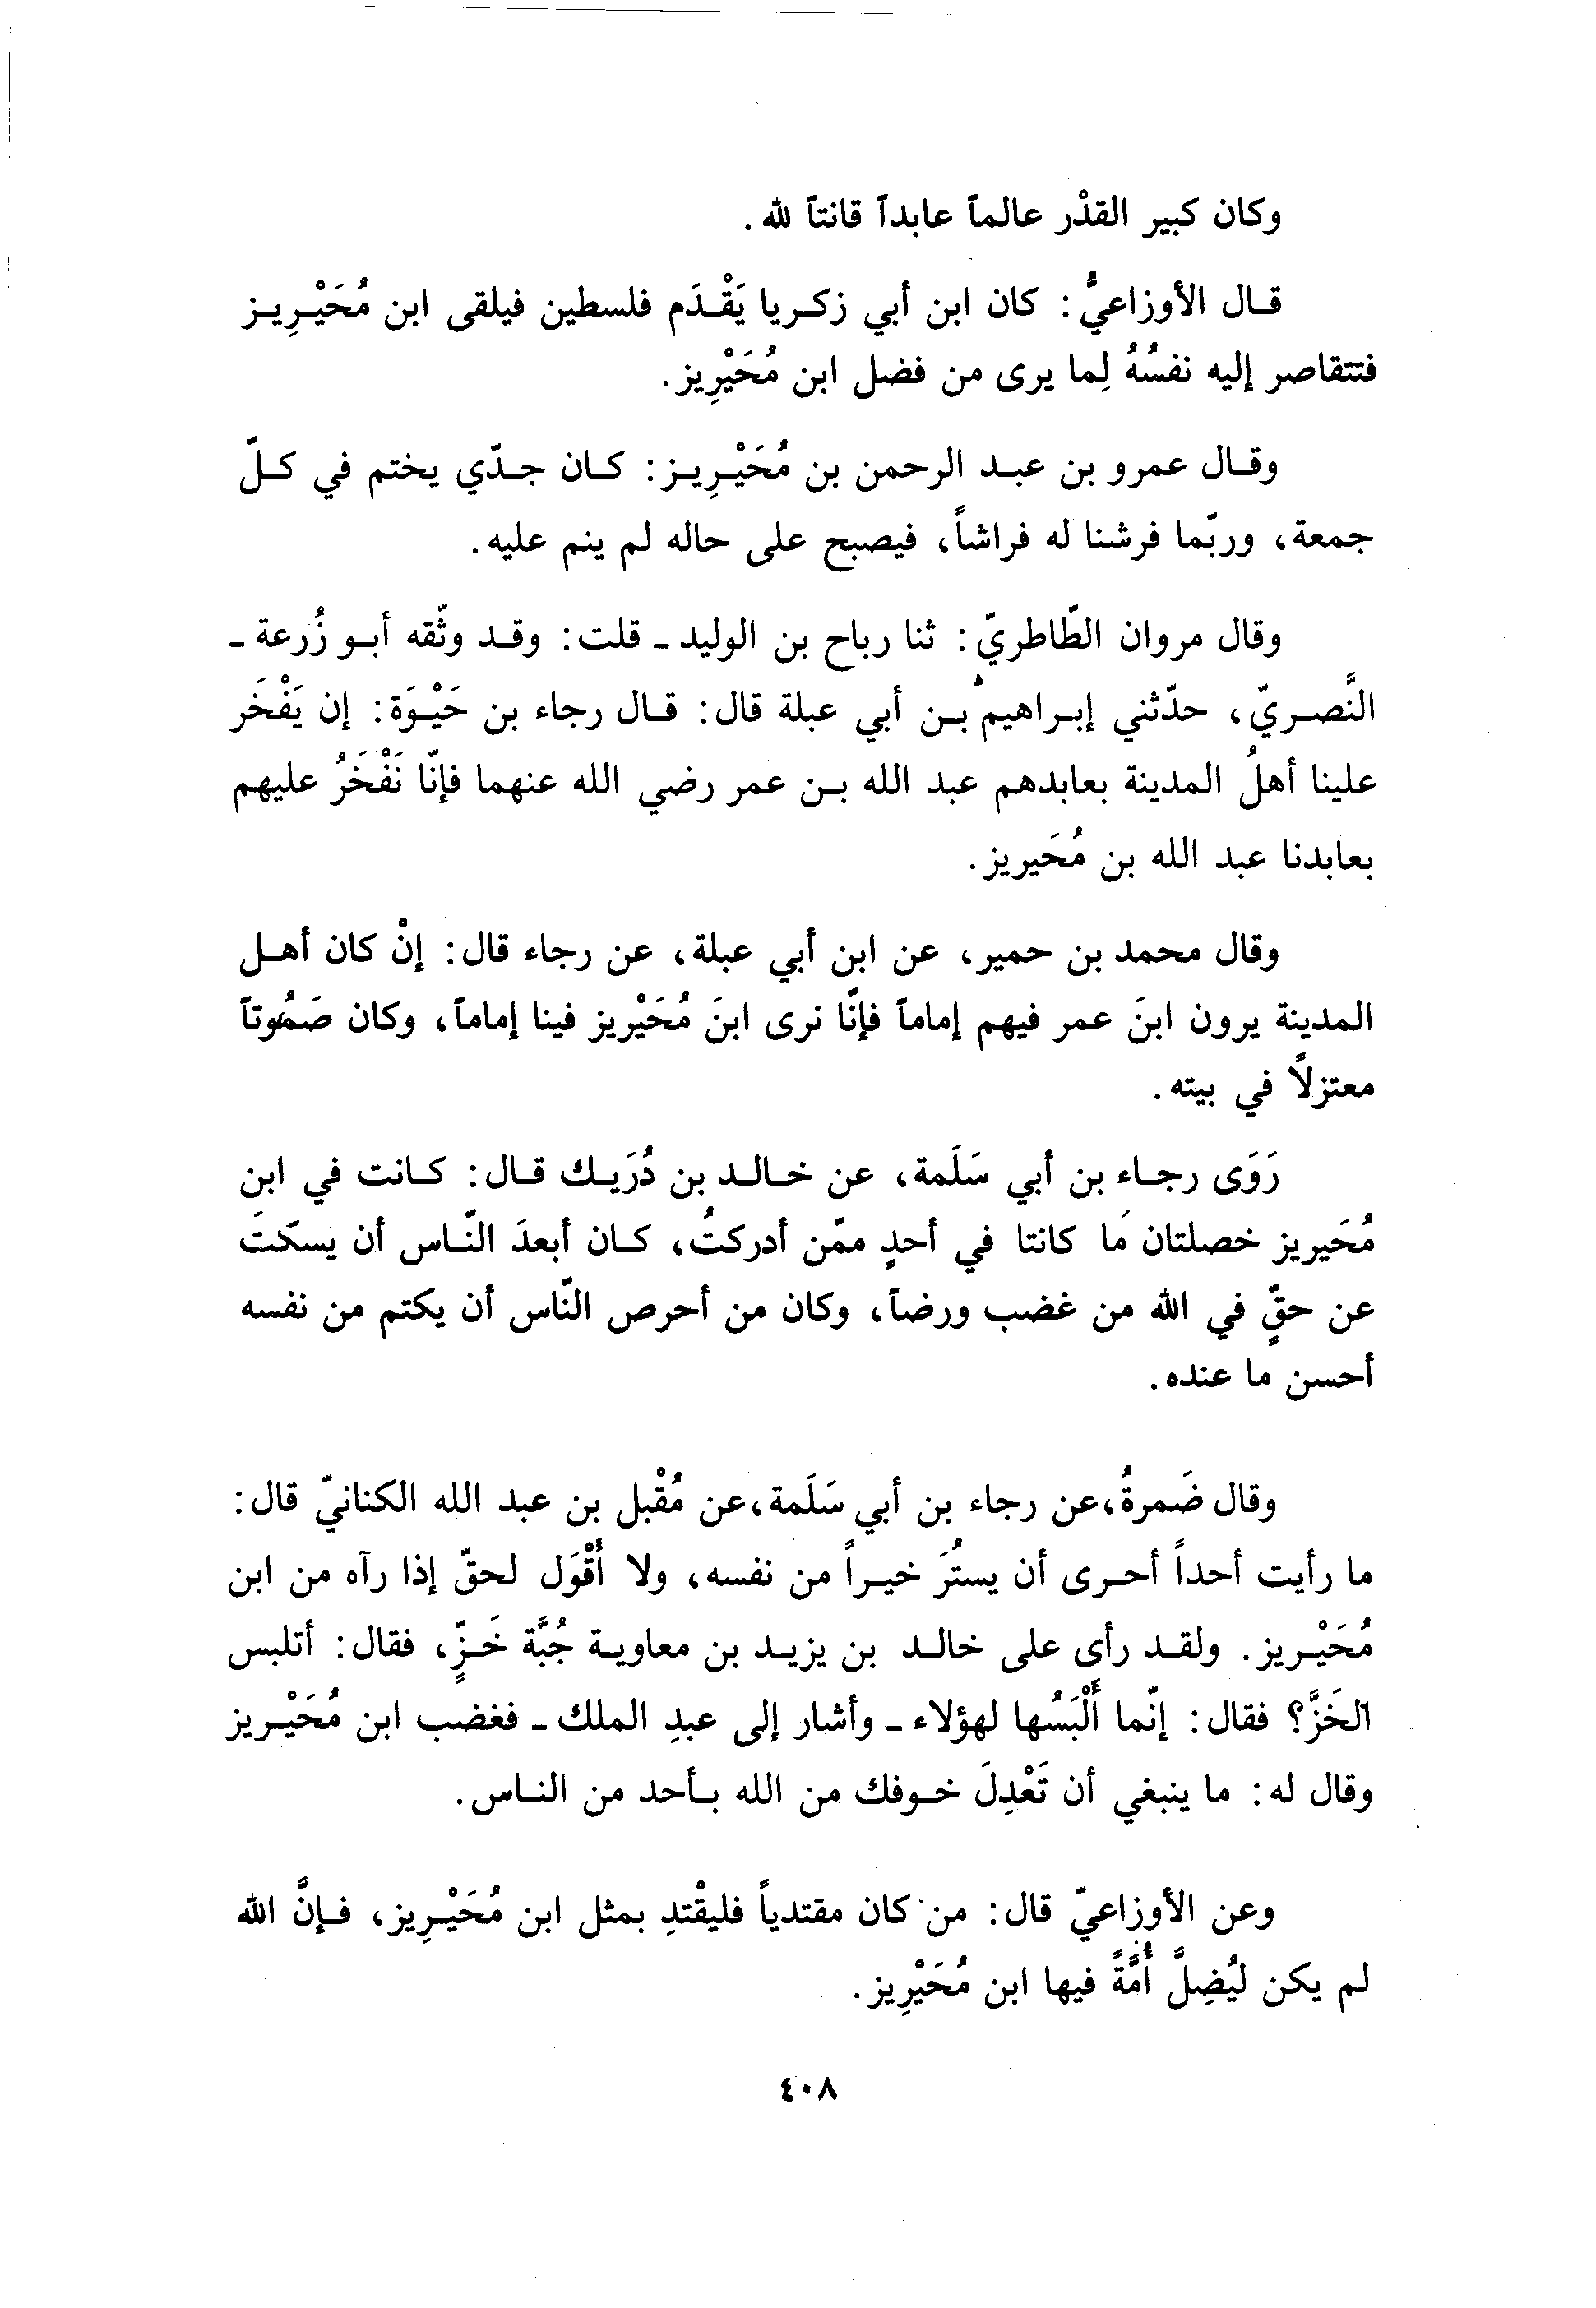 وكان كبير القدْر عالماً عابداً قانتاً لله.
قال الأوزاعيُّ: كان ابن أبي زكريا يَقْدَم فلسطين فيلقى ابن مُحَيْرِيز
فتتقاصر إليه نفسُهُ لِما يرى من فضل ابن مُحَيْرِيز.
وقال عمرو بن عبد الرحمن بن مُحَيْرِيز: كان جدّي يختم في كلّ
جمعة، وربّما فرشنا له فراشاً، فيصبح على حاله لم ينم عليه.
وقال مروان الطّاطريّ: ثنا رباح بن الوليد ـ قلت: وقد وثّقه أبو زُرعة ـ
النَّصريّ، حدّثني إبراهيم بن أبي عبلة قال: قال رجاء بن حَيْوَة: إن يَفْخَر
علينا أهلُ المدينة بعابدهم عبد الله بن عمر رضي الله عنهما فإنّا نَفْخَرُ عليهم
بعابدنا عبد الله بن مُحَيريز.
وقال محمد بن حمير، عن ابن أبي عبلة، عن رجاء قال: إنْ كان أهل
المدينة يرون ابنَ عمر فيهم إماماً فإنّا نرى ابنَ مُحَيْريز فينا إماماً، وكان صَمُوتاً
معتزلاً في بيته.
رَوَى رجاء بن أبي سَلَمة، عن خالد بن دُرَيك قال: كانت في ابن
مُحَيريز خصلتان مَا كانتا في أحدٍ ممّن أدركتُ، كان أبعدَ النّاس أن يسكتَ
عن حقٍّ في الله من غضب ورضاً، وكان من أحرص النّاس أن يكتم من نفسه
أحسن ما عنده.
وقال ضَمرةُ، عن رجاء بن أبي سَلَمة، عن مُقْبل بن عبد الله الكنانيّ قال:
ما رأيت أحداً أحرى أن يستُرَ خيراً من نفسه، ولا أَقْوَل لحقّ إذا رآه من ابن
مُحَيْريز. ولقد رأى على خالد بن يزيد بن معاوية جُبَّة خَزٍّ، فقال: أتلبس
الخَزَّ؟ فقال: إنّما أَلْبَسُها لهؤلاء ـ وأشار إلى عبدِ الملك ـ فغضب ابن مُحَيْريز
وقال له: ما ينبغي أن تَعْدِلَ خوفك من الله بأحد من الناس.
وعن الأوزاعيّ قال: من كان مقتدياً فليقْتدِ بمثل ابن مُحَيْرِيز، فإنَّ الله
لم يكن ليُضِلَّ أُمَّةً فيها ابن مُحَيْرِيز.
٤٠٨